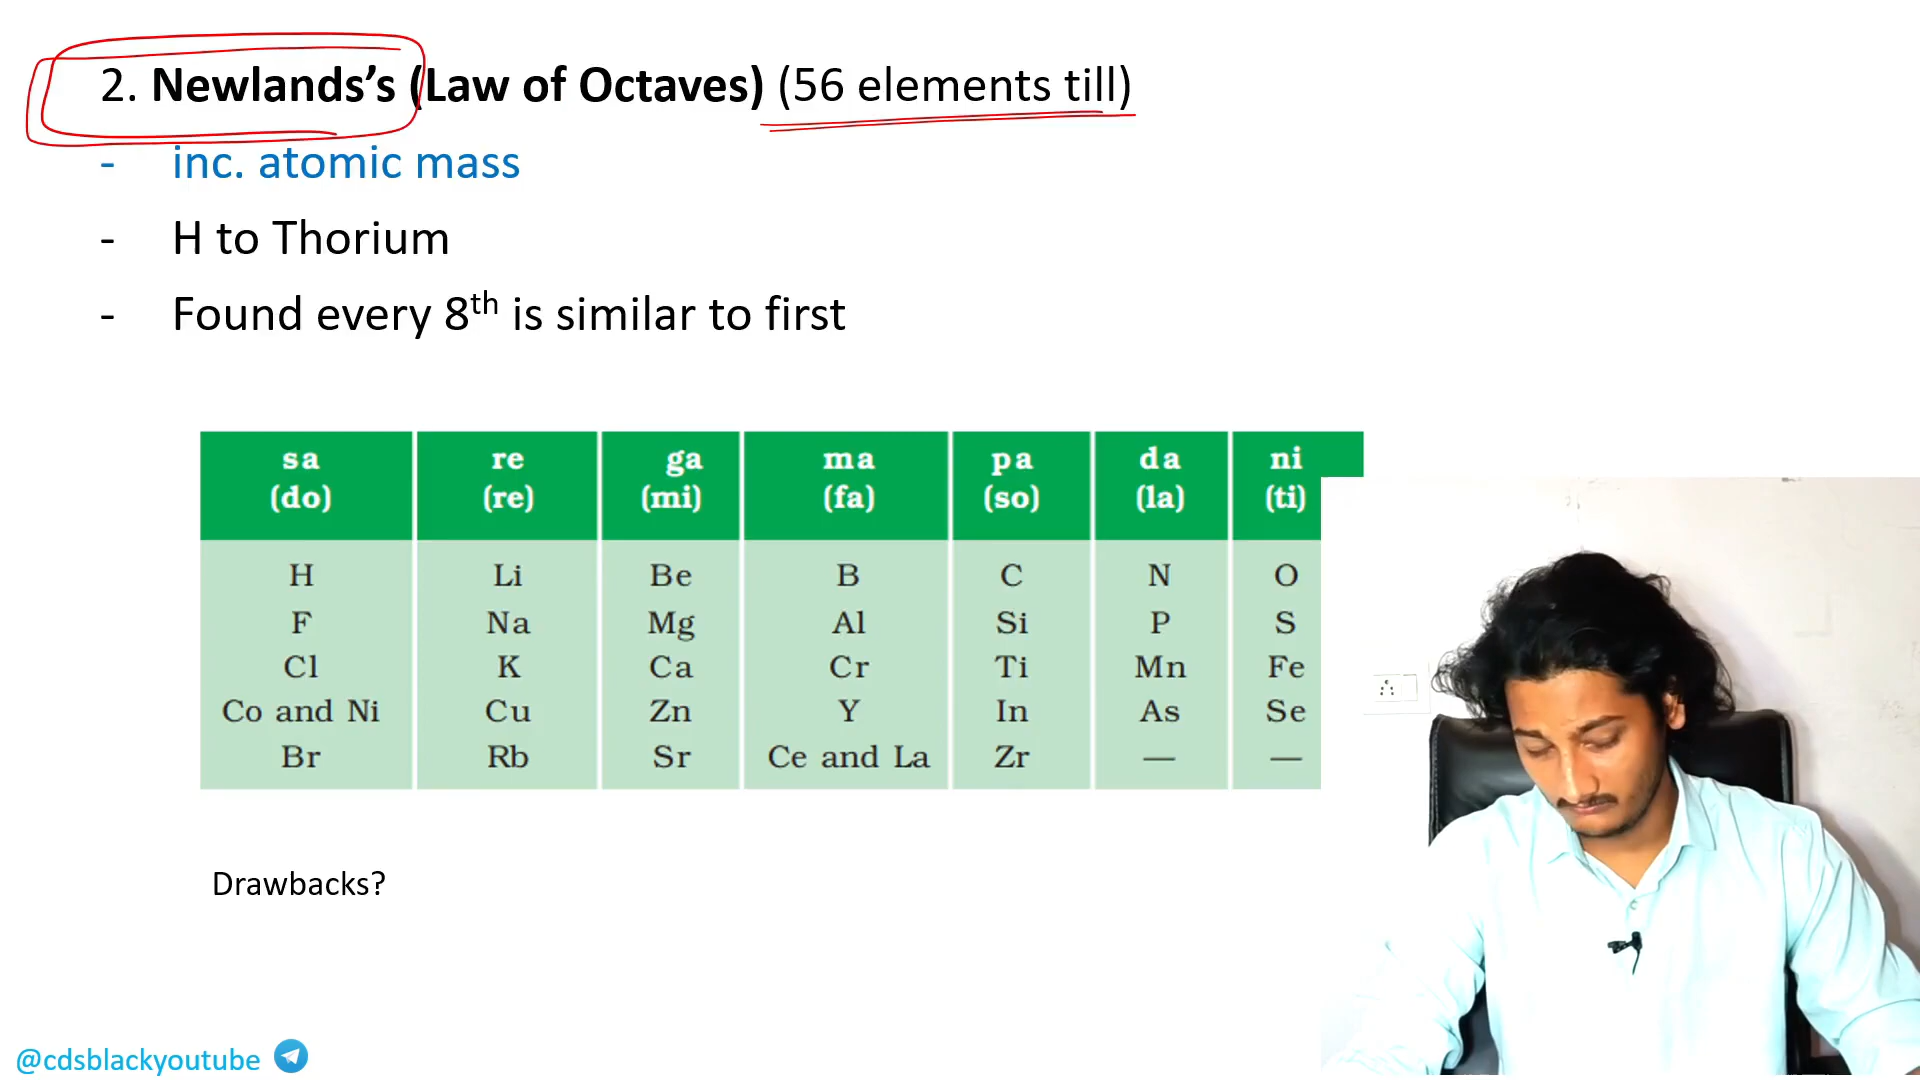 2. Newlands’s (Law of Octaves) (56 elements till)
- inc. atomic mass
- H to Thorium
- Found every 8th is similar to first
sa re ga ma pa da ni
(do) (re) (mi) (fa) (so) (la) (ti)
H Li Be B C N O
F Na Mg Al Si P S
Cl K Ca Cr Ti Mn Fe
Co and Ni Cu Zn Y In As Se
Br Rb Sr Ce and La Zr — —
Drawbacks?
@cdsblackyoutube